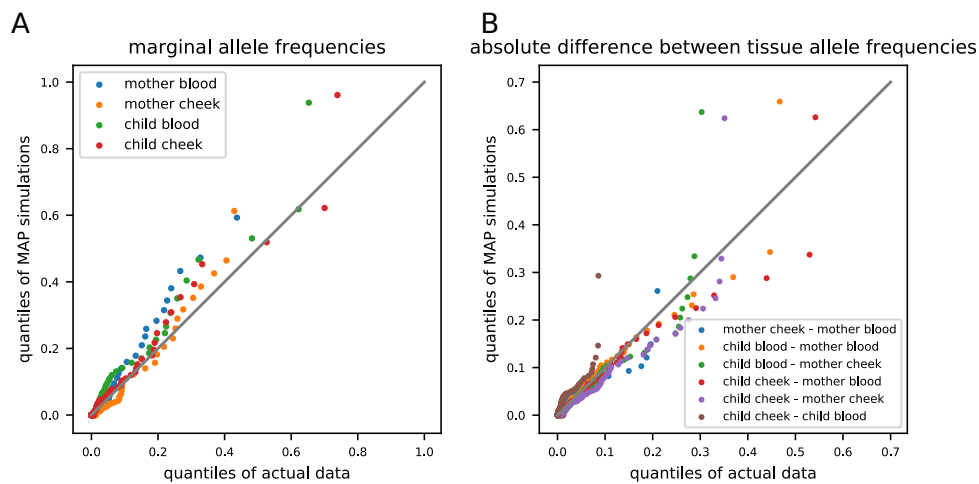 A
marginal allele frequencies
1.0
0.8
0.6
0.4
0.2
0.0
quantiles of MAP simulations
mother blood
mother cheek
child blood
child cheek
0.0 0.2 0.4 0.6 0.8 1.0
quantiles of actual data
B
absolute difference between tissue allele frequencies
0.7
0.6
0.5
0.4
0.3
0.2
0.1
0.0
quantiles of MAP simulations
mother cheek - mother blood
child blood - mother blood
child blood - mother cheek
child cheek - mother blood
child cheek - mother cheek
child cheek - child blood
0.0 0.1 0.2 0.3 0.4 0.5 0.6 0.7
quantiles of actual data